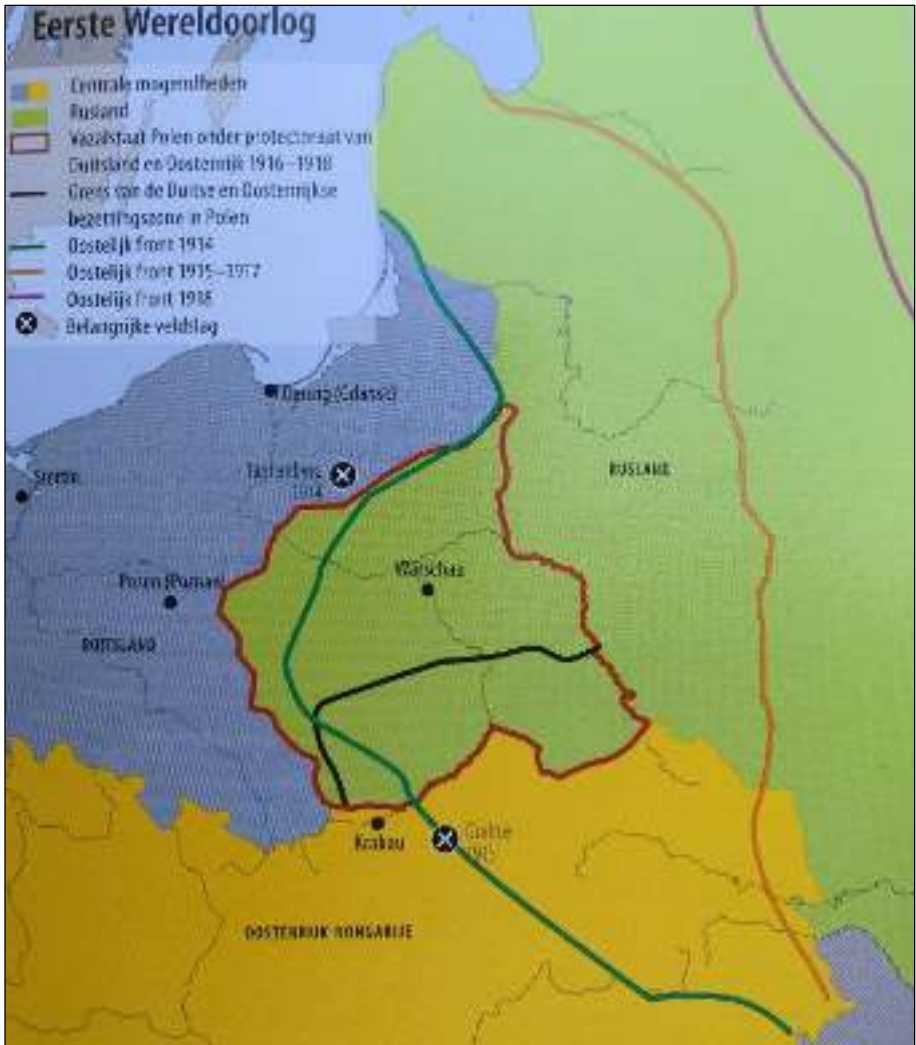 Eerste Wereldoorlog
Centrale mogendheden
Rusland
Vazalstaat Polen onder protectoraat van
Duitsland en Oostenrijk 1916–1918
Grens van de Duitse en Oostenrijkse
bezettingszone in Polen
Oostelijk front 1914
Oostelijk front 1915–1917
Oostelijk front 1918
Belangrijke veldslag
Danzig (Gdansk)
Tannenberg
1914
Stettin
RUSLAND
Warschau
Posen (Poznan)
DUITSLAND
Krakau
1915
OOSTENRIJK-HONGARIJE